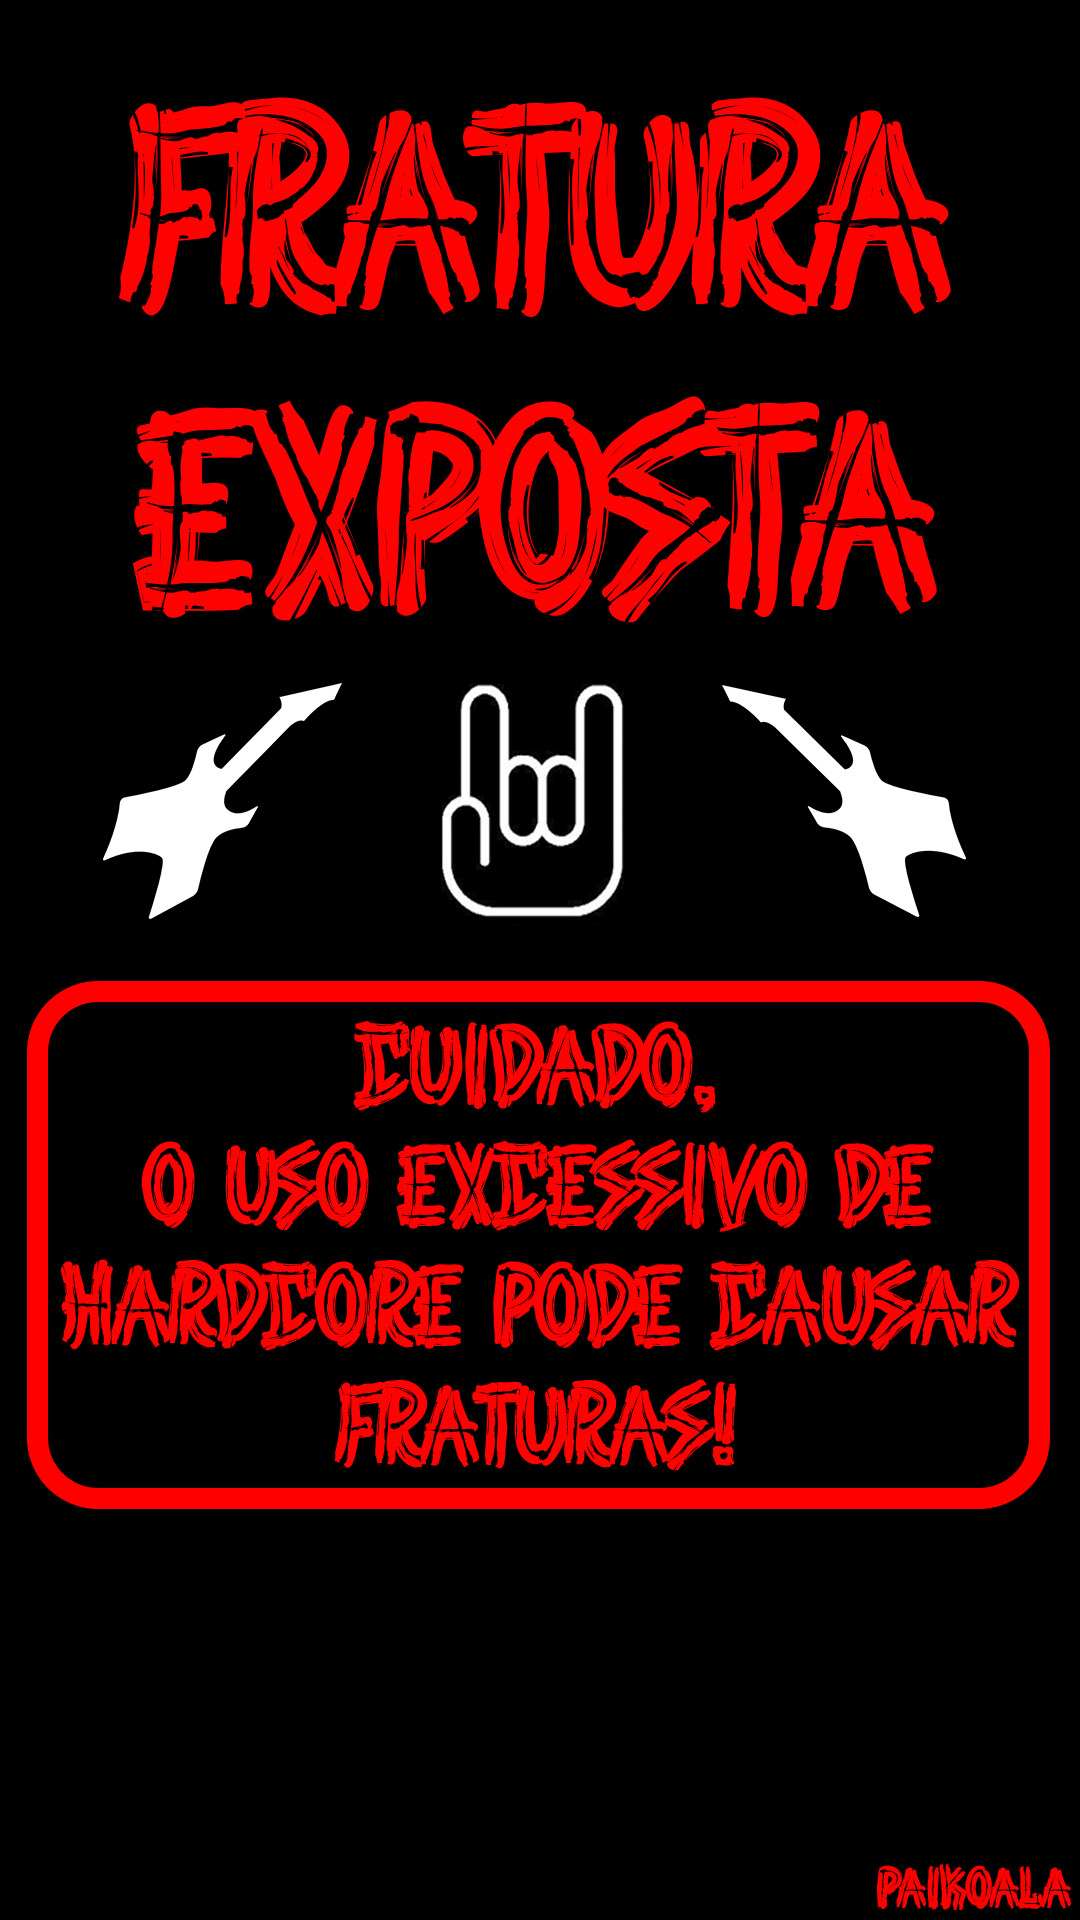 FRATURA
EXPOSTA
CUIDADO,
O USO EXCESSIVO DE
HARDCORE PODE CAUSAR
FRATURAS!
PAIKOALA